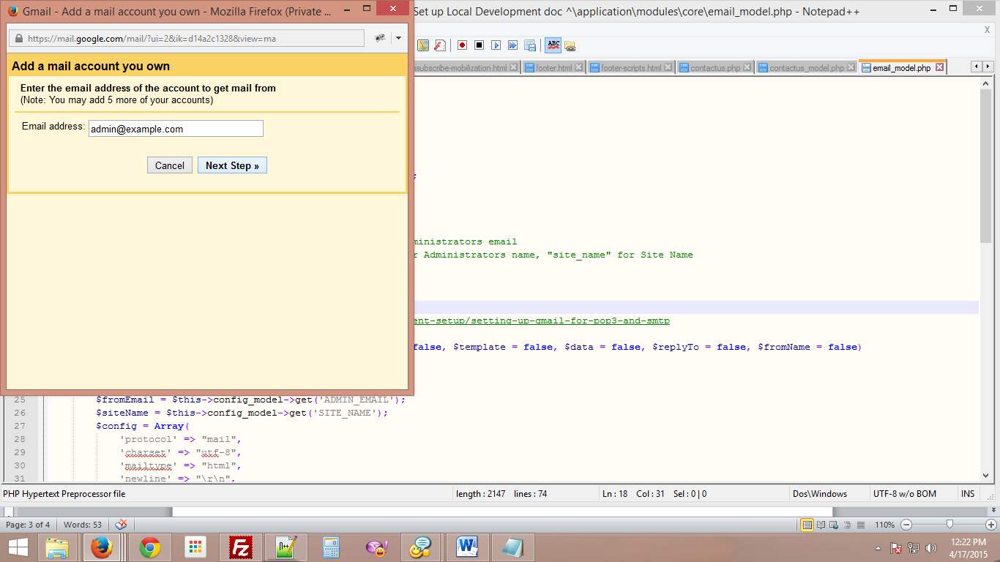 Gmail - Add a mail account you own - Mozilla Firefox (Private ...
https://mail.google.com/mail/?ui=2&ik=d14a2c1328&view=ma
Add a mail account you own
Enter the email address of the account to get mail from
(Note: You may add 5 more of your accounts)
Email address: admin@example.com
Cancel Next Step »
Set up Local Development doc ^\application\modules\core\email_model.php - Notepad++
X
ABC
nsubscribe-mobilization.html footer.html footer-scripts.html contactus.php contactus_model.php email_model.php
;
ministrators email
r Administrators name, "site_name" for Site Name
ent-setup/setting-up-gmail-for-pop3-and-smtp
false, $template = false, $data = false, $replyTo = false, $fromName = false)
25 $fromEmail = $this->config_model->get('ADMIN_EMAIL');
26 $siteName = $this->config_model->get('SITE_NAME');
27 $config = Array(
28 'protocol' => "mail",
29 'charset' => "utf-8",
30 'mailtype' => "html",
31 'newline' => "\r\n",
PHP Hypertext Preprocessor file length : 2147 lines : 74 Ln : 18 Col : 31 Sel : 0 | 0 Dos\Windows UTF-8 w/o BOM INS
Page: 3 of 4 Words: 53 110%
12:22 PM
4/17/2015